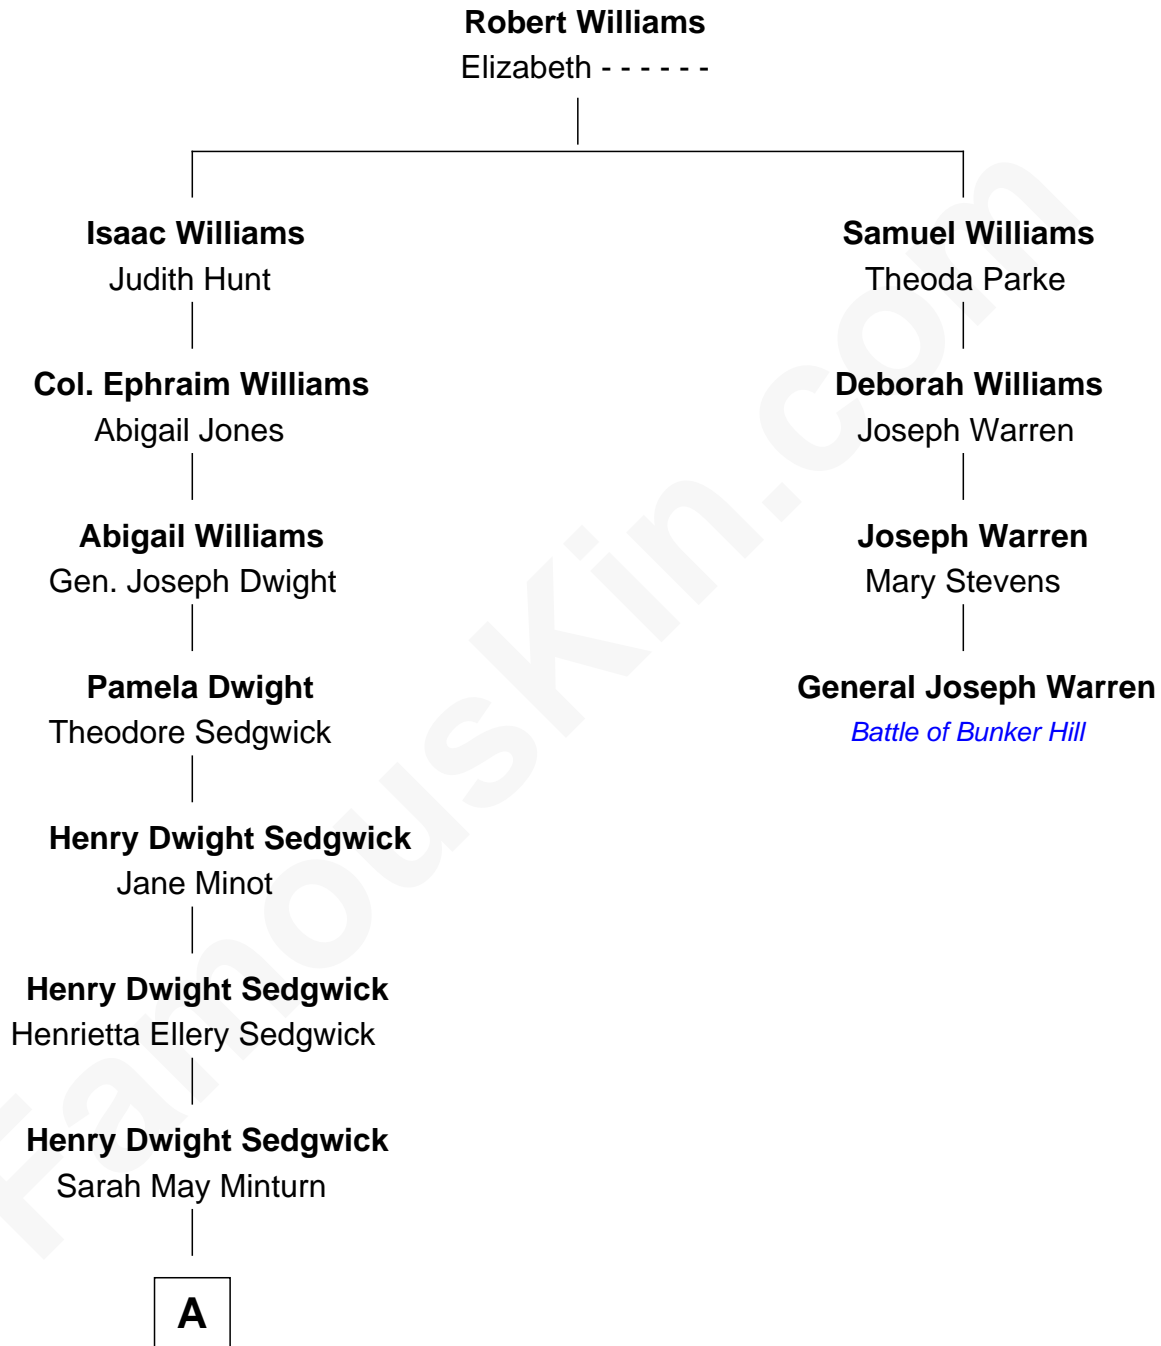 Robert Williams
Elizabeth - - - - - -
Isaac Williams
Judith Hunt
Samuel Williams
Theoda Parke
Col. Ephraim Williams
Abigail Jones
Deborah Williams
Joseph Warren
Abigail Williams
Gen. Joseph Dwight
Joseph Warren
Mary Stevens
Pamela Dwight
Theodore Sedgwick
General Joseph Warren
Battle of Bunker Hill
Henry Dwight Sedgwick
Jane Minot
Henry Dwight Sedgwick
Henrietta Ellery Sedgwick
Henry Dwight Sedgwick
Sarah May Minturn
A
FamousKin.com